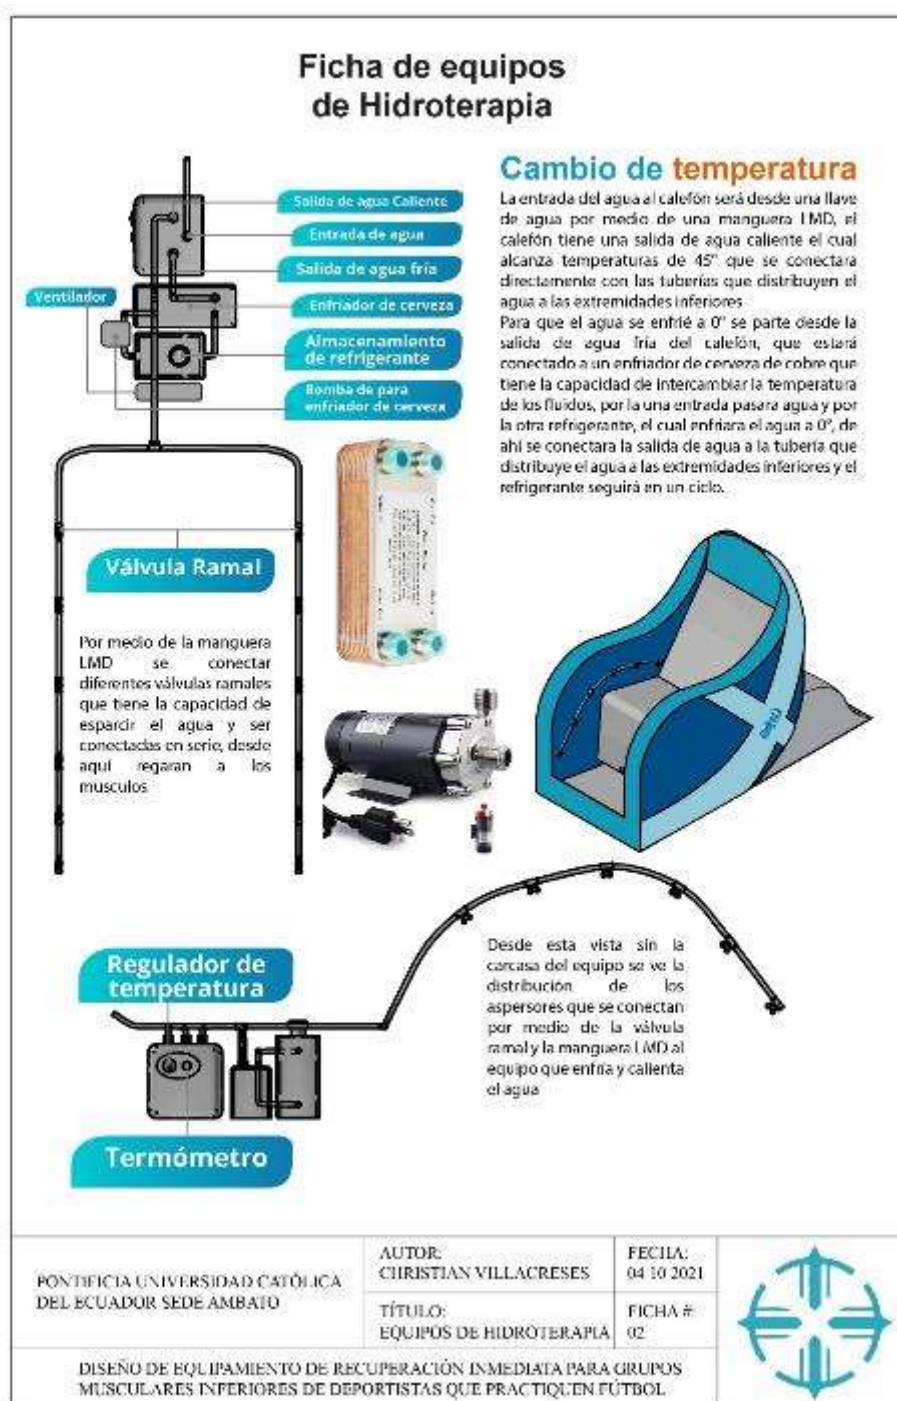 Ficha de equipos
de Hidroterapia
Cambio de temperatura
La entrada del agua al calefón será desde una llave
de agua por medio de una manguera LMD, el
calefón tiene una salida de agua caliente el cual
alcanza temperaturas de 45° que se conectara
directamente con las tuberías que distribuyen el
agua a las extremidades inferiores
Para que el agua se enfrié a 0° se parte desde la
salida de agua fría del calefón, que estará
conectado a un enfriador de cerveza de cobre que
tiene la capacidad de intercambiar la temperatura
de los fluidos, por la una entrada pasara agua y por
la otra refrigerante, el cual enfriara el agua a 0°, de
ahí se conectara la salida de agua a la tubería que
distribuye el agua a las extremidades inferiores y el
refrigerante seguirá en un ciclo.
Salida de agua Caliente
Entrada de agua
Salida de agua fría
Ventilador
Enfriador de cerveza
Almacenamiento
de refrigerante
Bomba de para
enfriador de cerveza
Válvula Ramal
Por medio de la manguera
LMD se conectar
diferentes válvulas ramales
que tiene la capacidad de
esparcir el agua y ser
conectadas en serie, desde
aquí regaran a los
musculos
Desde esta vista sin la
carcasa del equipo se ve la
distribución de los
aspersores que se conectan
por medio de la válvula
ramal y la manguera LMD al
equipo que enfría y calienta
el agua
Regulador de
temperatura
Termómetro
PONTIFICIA UNIVERSIDAD CATÓLICA
DEL ECUADOR SEDE AMBATO
AUTOR:
CHRISTIAN VILLACRESES
FECHA:
04 10 2021
TÍTULO:
EQUIPOS DE HIDROTERAPIA
FICHA #:
02
DISEÑO DE EQUIPAMIENTO DE RECUPERACIÓN INMEDIATA PARA GRUPOS
MUSCULARES INFERIORES DE DEPORTISTAS QUE PRACTIQUEN FÚTBOL